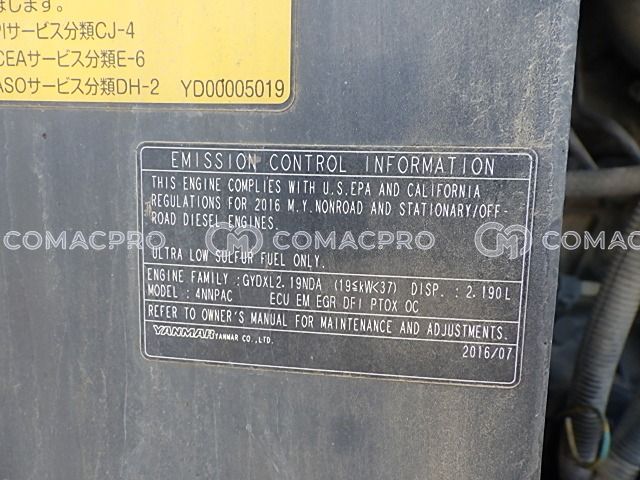 します。
PIサービス分類CJ-4
CEAサービス分類E-6
ASOサービス分類DH-2 YD00005019
EMISSION CONTROL INFORMATION
THIS ENGINE COMPLIES WITH U.S.EPA AND CALIFORNIA
REGULATIONS FOR 2016 M.Y.NONROAD AND STATIONARY/OFF-
ROAD DIESEL ENGINES.
COMACPRO COMACPRO COMACPRO
ULTRA LOW SULFUR FUEL ONLY.
ENGINE FAMILY :GYDXL2.19NDA (19≦kW<37) DISP. : 2.190L
MODEL: 4NNPAC ECU EM EGR DFI PTOX OC
REFER TO OWNER'S MANUAL FOR MAINTENANCE AND ADJUSTMENTS.
YANMAR YANMAR CO.,LTD.
2016/07